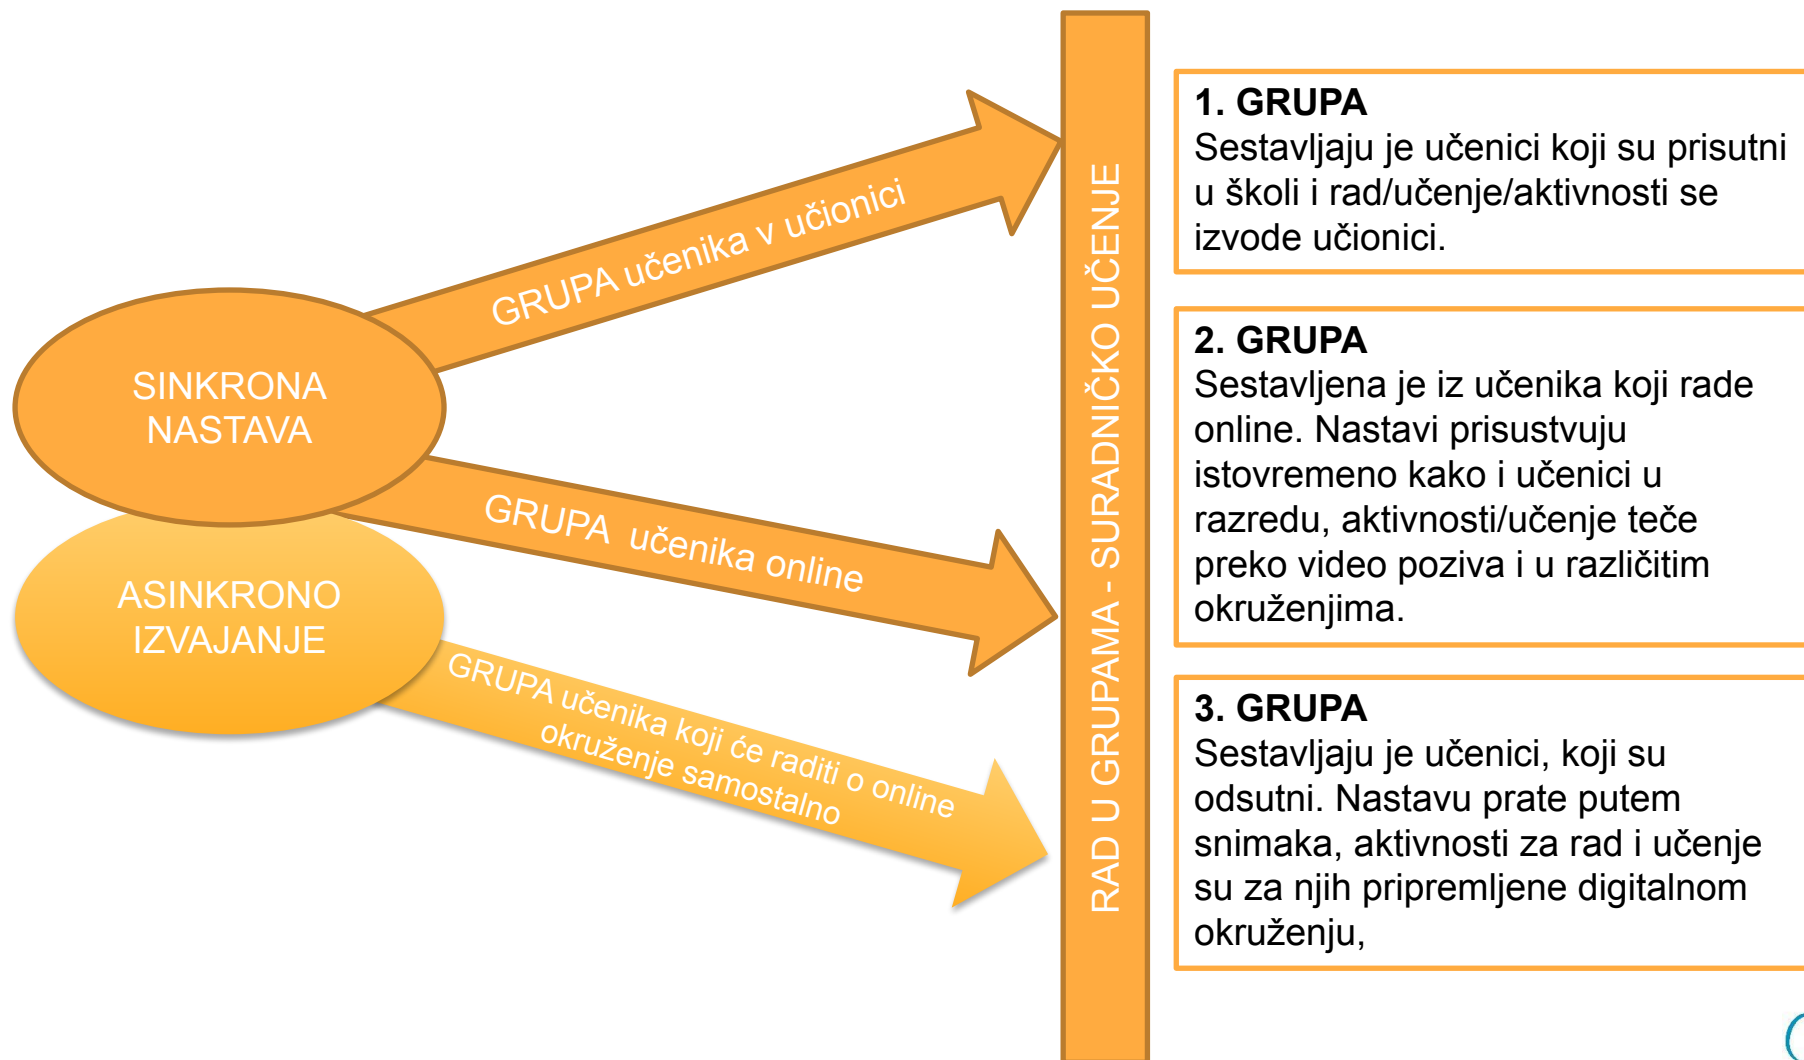 SINKRONA
NASTAVA
ASINKRONO
IZVAJANJE
GRUPA učenika v učionici
GRUPA  učenika online
GRUPA učenika koji će raditi o online
okruženje samostalno
RAD U GRUPAMA - SURADNIČKO UČENJE
1. GRUPA
Sestavljaju je učenici koji su prisutni
u školi i rad/učenje/aktivnosti se
izvode učionici.
2. GRUPA
Sestavljena je iz učenika koji rade
online. Nastavi prisustvuju
istovremeno kako i učenici u
razredu, aktivnosti/učenje teče
preko video poziva i u različitim
okruženjima.
3. GRUPA
Sestavljaju je učenici, koji su
odsutni. Nastavu prate putem
snimaka, aktivnosti za rad i učenje
su za njih pripremljene digitalnom
okruženju,